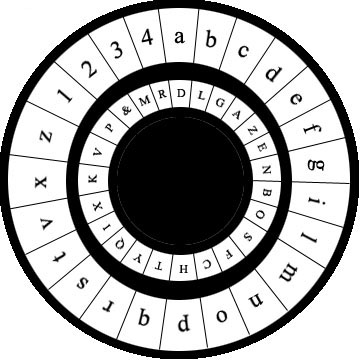 a b c d e f g i l m n o p q r s t v x z 1 2 3 4
D L G A Z E N B O S F C H T Y Q I X K V P & M R